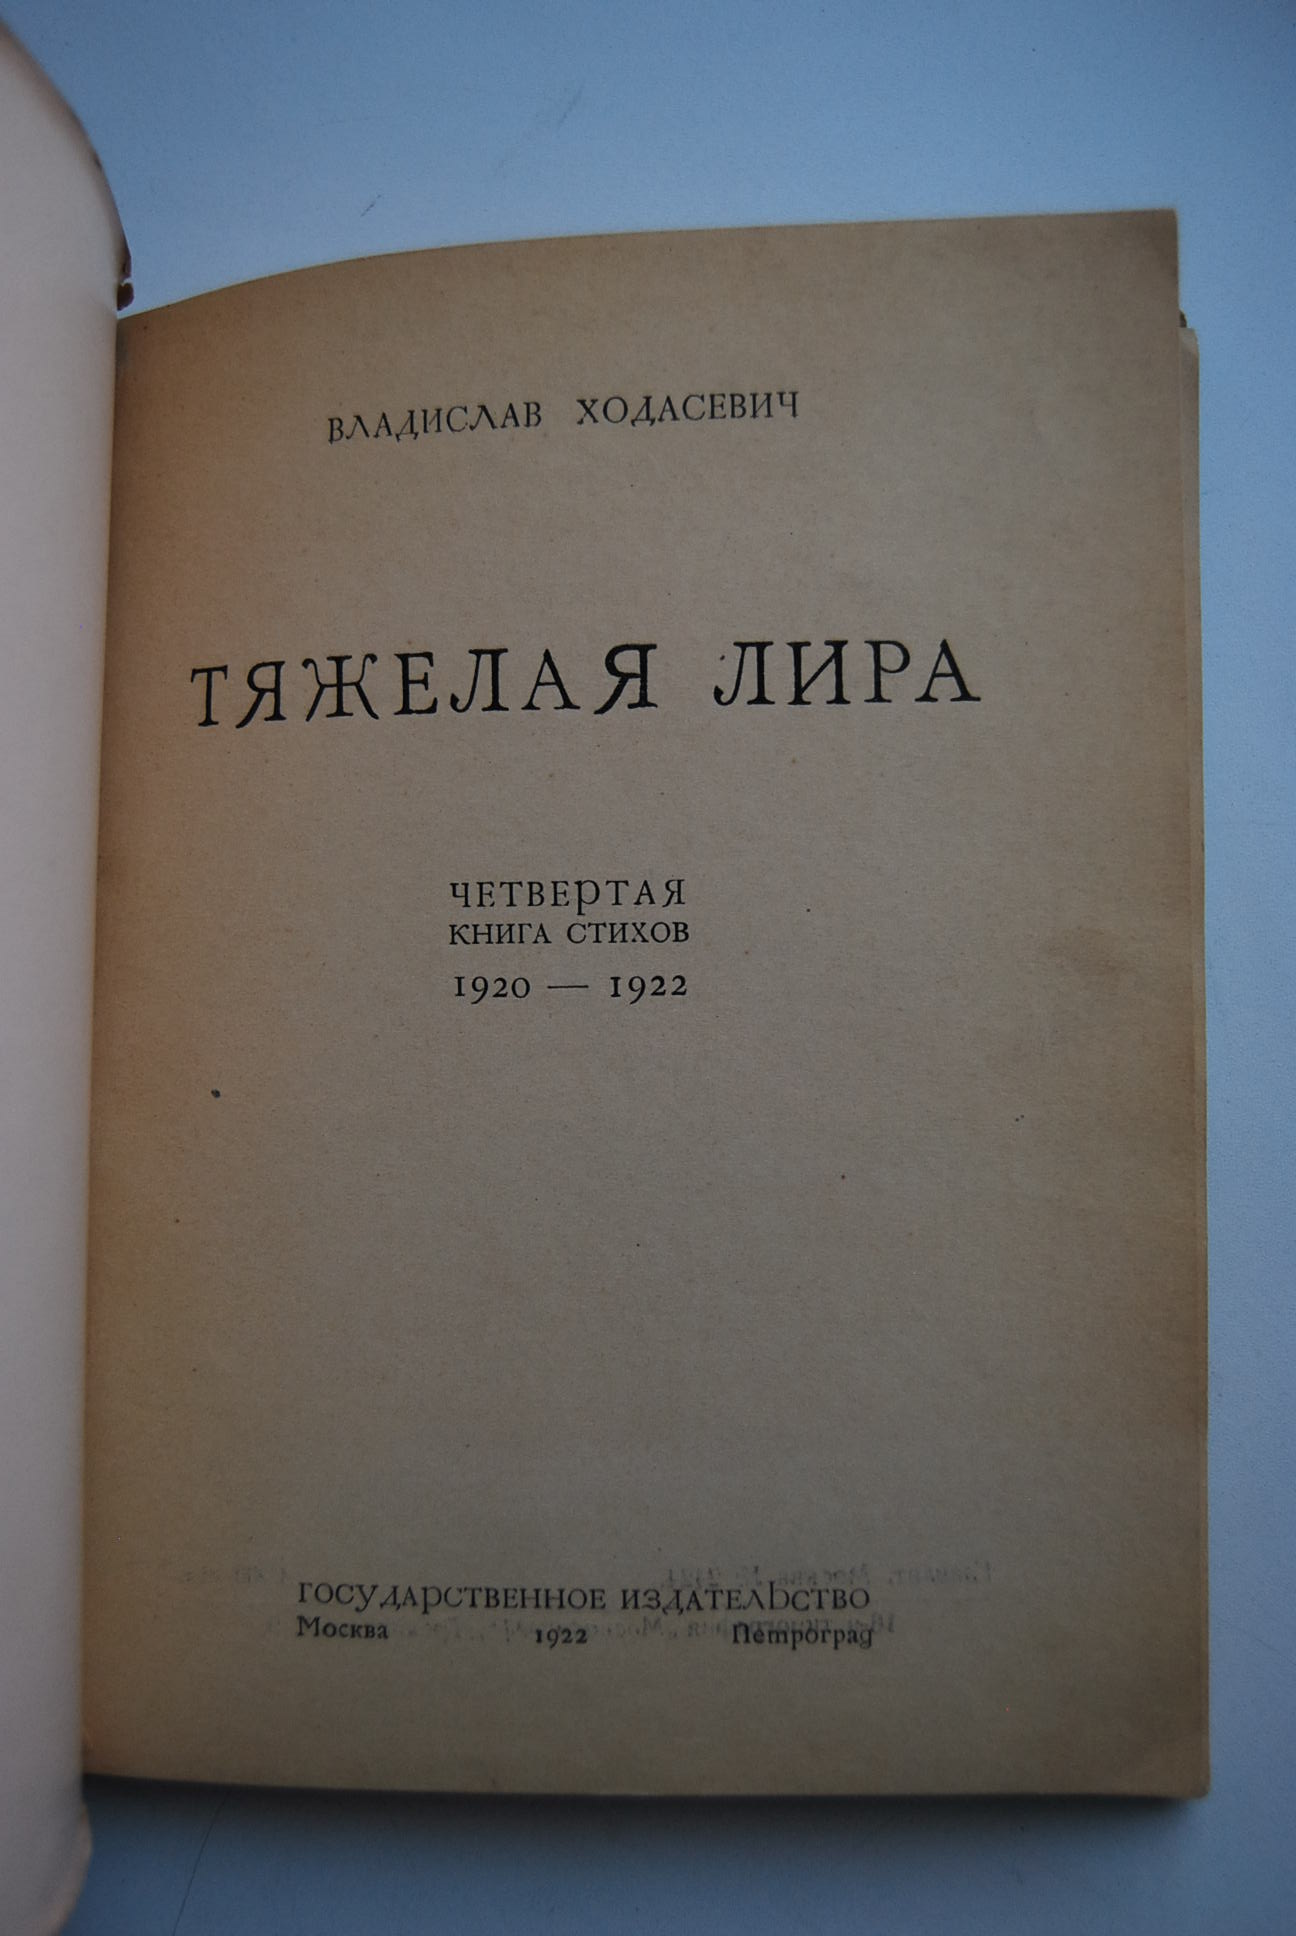 ВЛАДИСЛАВ ХОДАСЕВИЧ
ТЯЖЕЛАЯ ЛИРА
ЧЕТВЕРТАЯ
КНИГА СТИХОВ
1920 — 1922
ГОСУДАРСТВЕННОЕ ИЗДАТЕЛЬСТВО
Москва 1922 Петроград